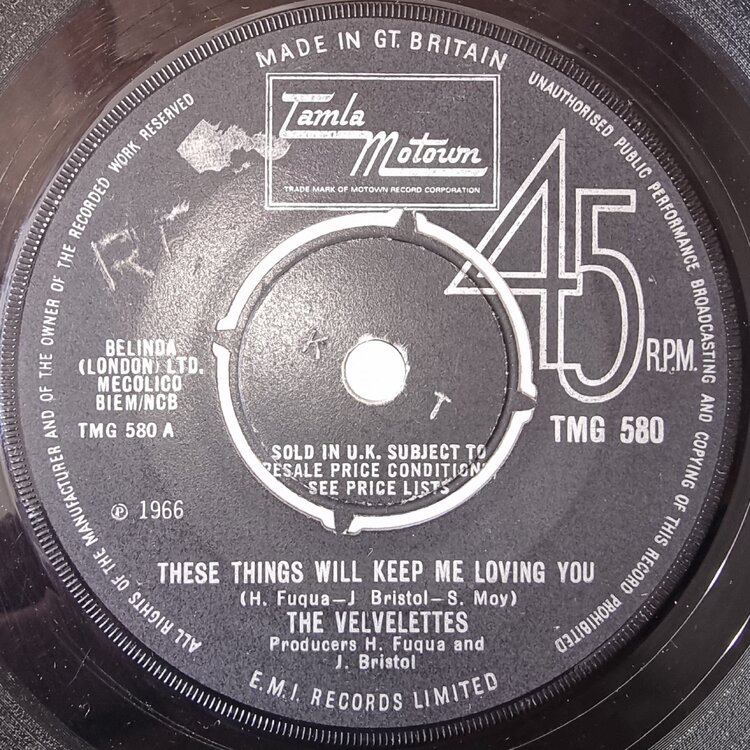 MADE IN GT. BRITAIN
UNAUTHORISED PUBLIC PERFORMANCE BROADCASTING AND COPYING OF THIS RECORD PROHIBITED
ALL RIGHTS OF THE MANUFACTURER AND OF THE OWNER OF THE RECORDED WORK RESERVED
Tamla
Motown
TRADE MARK OF MOTOWN RECORD CORPORATION
45
R.P.M.
RF
BELINDA
(LONDON) LTD.
MECOLICO
BIEM/NCB
TMG 580 A
TMG 580
K
T
SOLD IN U.K. SUBJECT TO
RESALE PRICE CONDITIONS
SEE PRICE LISTS
℗ 1966
THESE THINGS WILL KEEP ME LOVING YOU
(H. Fuqua—J Bristol—S. Moy)
THE VELVELETTES
Producers H. Fuqua and
J. Bristol
E.M.I. RECORDS LIMITED